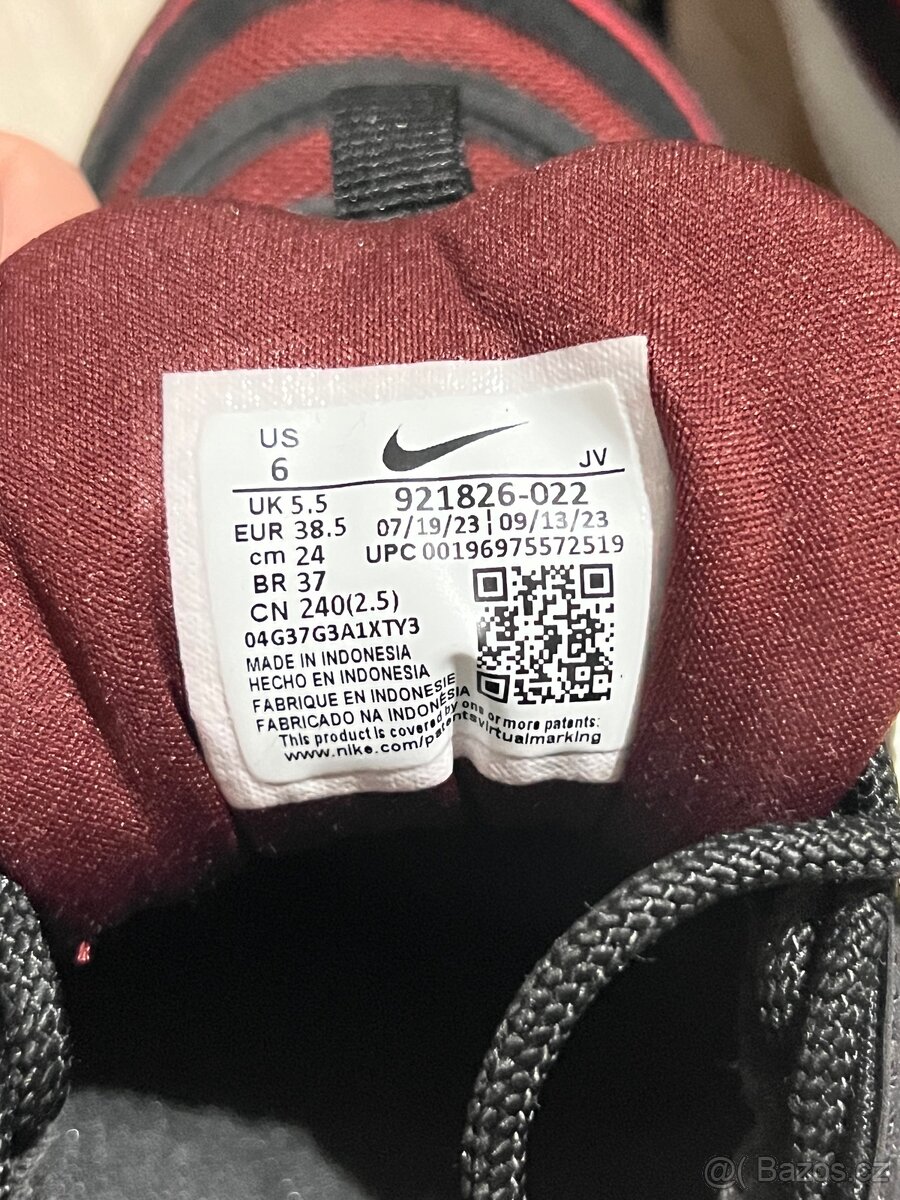 US
6
JV
UK 5.5
EUR 38.5
cm 24
BR 37
CN 240(2.5)
921826-022
07/19/23 ¦ 09/13/23
UPC 00196975572519
04G37G3A1XTY3
MADE IN INDONESIA
HECHO EN INDONESIA
FABRIQUE EN INDONESIE
FABRICADO NA INDONÉSIA
This product is covered by one or more patents:
www.nike.com/patentsvirtualmarking
@( Bazoš.cz